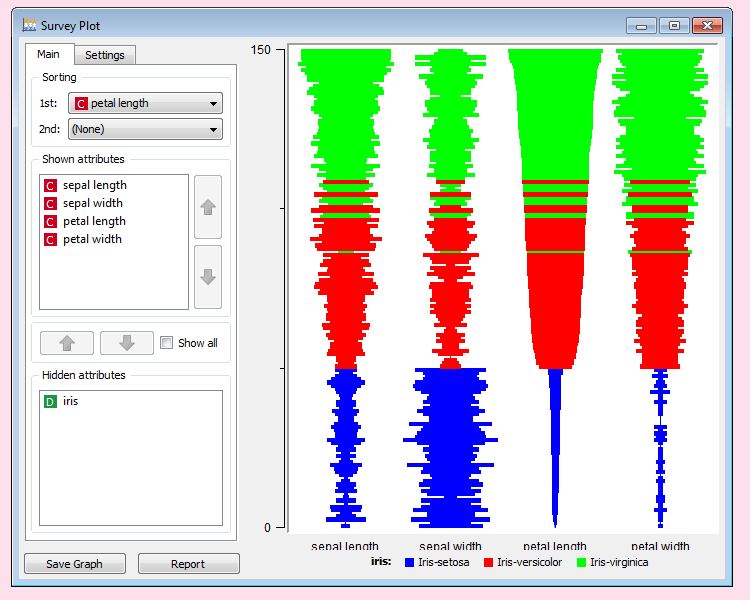 Survey Plot
Main
Settings
Sorting
1st:
C petal length
2nd:
(None)
Shown attributes
C sepal length
C sepal width
C petal length
C petal width
Show all
Hidden attributes
D iris
Save Graph
Report
150
0
sepal length
sepal width
petal length
petal width
iris: Iris-setosa Iris-versicolor Iris-virginica